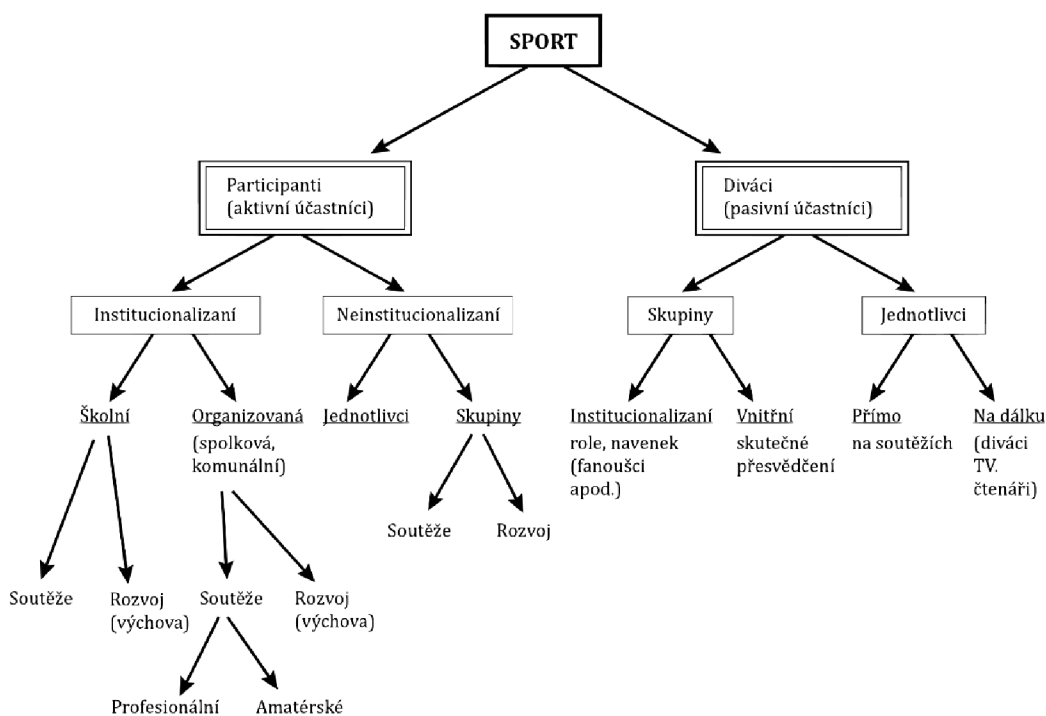 SPORT
Participanti
(aktivní účastníci)
Diváci
(pasivní účastníci)
Institucionalizaní
Neinstitucionalizaní
Skupiny
Jednotlivci
Školní
Organizovaná
(spolková,
komunální)
Jednotlivci
Skupiny
Institucionalizaní
role, navenek
(fanoušci
apod.)
Vnitřní
skutečné
přesvědčení
Přímo
na soutěžích
Na dálku
(diváci
TV.
čtenáři)
Soutěže
Rozvoj
Soutěže
Rozvoj
(výchova)
Soutěže
Rozvoj
(výchova)
Profesionální
Amatérské